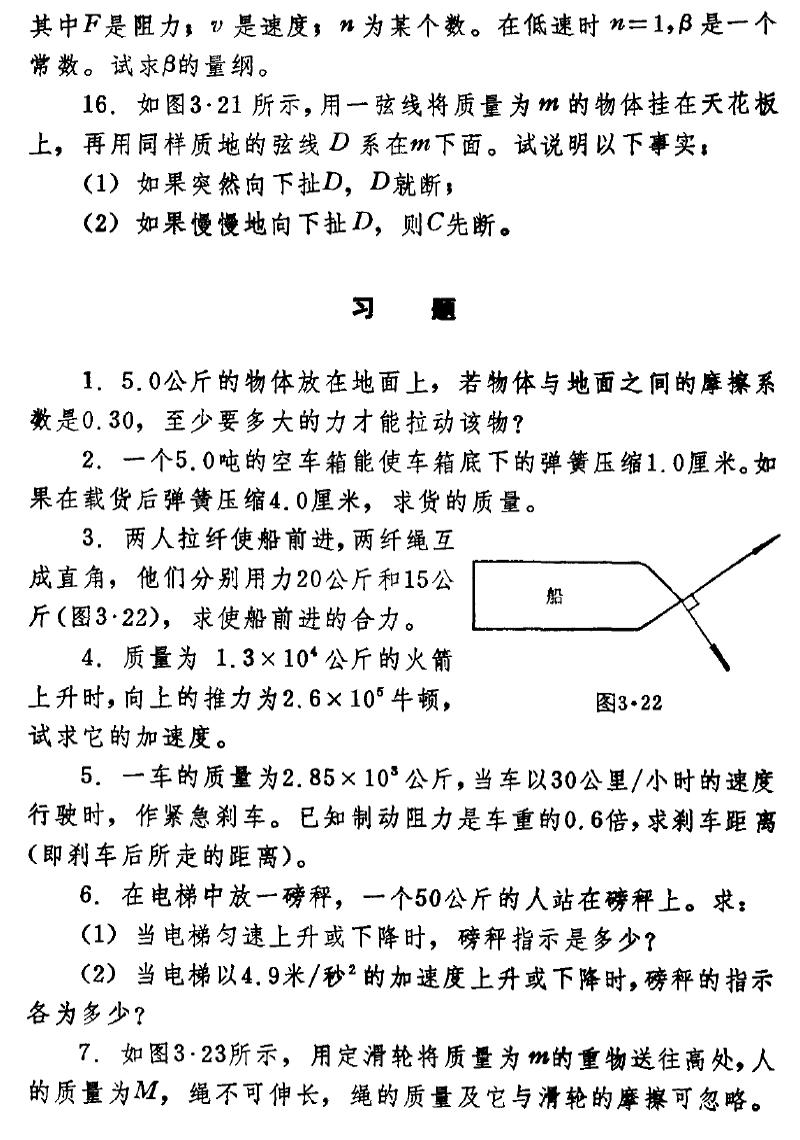 其中F是阻力；v 是速度；n 为某个数。在低速时 n=1,β 是一个
常数。试求β的量纲。
16. 如图3·21 所示，用一弦线将质量为 m 的物体挂在天花板
上，再用同样质地的弦线 D 系在m下面。试说明以下事实：
(1) 如果突然向下扯D，D就断；
(2) 如果慢慢地向下扯D，则C先断。
习 题
1. 5.0公斤的物体放在地面上，若物体与地面之间的摩擦系
数是0.30，至少要多大的力才能拉动该物？
2. 一个5.0吨的空车箱能使车箱底下的弹簧压缩1.0厘米。如
果在载货后弹簧压缩4.0厘米，求货的质量。
3. 两人拉纤使船前进，两纤绳互
成直角，他们分别用力20公斤和15公
斤(图3·22)，求使船前进的合力。
船
图3·22
4. 质量为 1.3×10⁴ 公斤的火箭
上升时，向上的推力为2.6×10⁵ 牛顿，
试求它的加速度。
5. 一车的质量为2.85×10³ 公斤，当车以30公里/小时的速度
行驶时，作紧急刹车。已知制动阻力是车重的0.6倍，求刹车距离
(即刹车后所走的距离)。
6. 在电梯中放一磅秤，一个50公斤的人站在磅秤上。求：
(1) 当电梯匀速上升或下降时，磅秤指示是多少？
(2) 当电梯以4.9米/秒² 的加速度上升或下降时，磅秤的指示
各为多少？
7. 如图3·23所示，用定滑轮将质量为 m的重物送往高处，人
的质量为M，绳不可伸长，绳的质量及它与滑轮的摩擦可忽略。